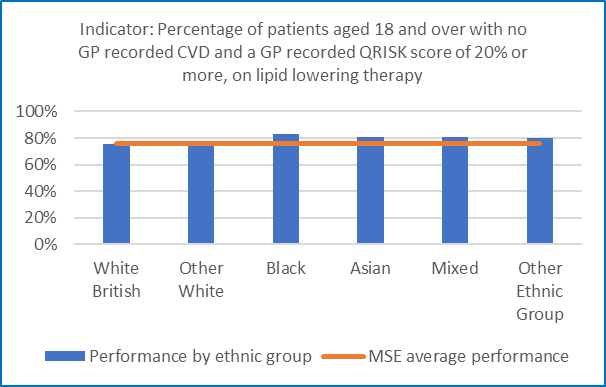 Indicator: Percentage of patients aged 18 and over with no
GP recorded CVD and a GP recorded QRISK score of 20% or
more, on lipid lowering therapy
100%
80%
60%
40%
20%
0%
White
British
Other
White
Black
Asian
Mixed
Other
Ethnic
Group
Performance by ethnic group
MSE average performance